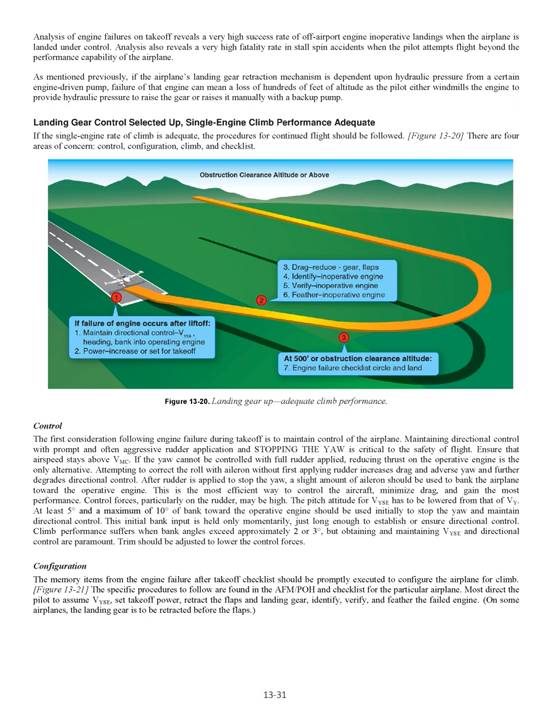 Analysis of engine failures on takeoff reveals a very high success rate of off-airport engine inoperative landings when the airplane is
landed under control. Analysis also reveals a very high fatality rate in stall spin accidents when the pilot attempts flight beyond the
performance capability of the airplane.
As mentioned previously, if the airplane's landing gear retraction mechanism is dependent upon hydraulic pressure from a certain
engine-driven pump, failure of that engine can mean a loss of hundreds of feet of altitude as the pilot either windmills the engine to
provide hydraulic pressure to raise the gear or raises it manually with a backup pump.
Landing Gear Control Selected Up, Single-Engine Climb Performance Adequate
If the single-engine rate of climb is adequate, the procedures for continued flight should be followed. [Figure 13-20] There are four
areas of concern: control, configuration, climb, and checklist.
Obstruction Clearance Altitude or Above
3. Drag–reduce - gear, flaps
4. Identify–inoperative engine
5. Verify–inoperative engine
6. Feather–inoperative engine
1
2
If failure of engine occurs after liftoff:
1. Maintain directional control–VYSE,
heading, bank into operating engine
2. Power–increase or set for takeoff
3
At 500' or obstruction clearance altitude:
7. Engine failure checklist circle and land
Figure 13-20. Landing gear up—adequate climb performance.
Control
The first consideration following engine failure during takeoff is to maintain control of the airplane. Maintaining directional control
with prompt and often aggressive rudder application and STOPPING THE YAW is critical to the safety of flight. Ensure that
airspeed stays above VMC. If the yaw cannot be controlled with full rudder applied, reducing thrust on the operative engine is the
only alternative. Attempting to correct the roll with aileron without first applying rudder increases drag and adverse yaw and further
degrades directional control. After rudder is applied to stop the yaw, a slight amount of aileron should be used to bank the airplane
toward the operative engine. This is the most efficient way to control the aircraft, minimize drag, and gain the most
performance. Control forces, particularly on the rudder, may be high. The pitch attitude for VYSE has to be lowered from that of VY.
At least 5° and a maximum of 10° of bank toward the operative engine should be used initially to stop the yaw and maintain
directional control. This initial bank input is held only momentarily, just long enough to establish or ensure directional control.
Climb performance suffers when bank angles exceed approximately 2 or 3°, but obtaining and maintaining VYSE and directional
control are paramount. Trim should be adjusted to lower the control forces.
Configuration
The memory items from the engine failure after takeoff checklist should be promptly executed to configure the airplane for climb.
[Figure 13-21] The specific procedures to follow are found in the AFM/POH and checklist for the particular airplane. Most direct the
pilot to assume VYSE, set takeoff power, retract the flaps and landing gear, identify, verify, and feather the failed engine. (On some
airplanes, the landing gear is to be retracted before the flaps.)
13-31